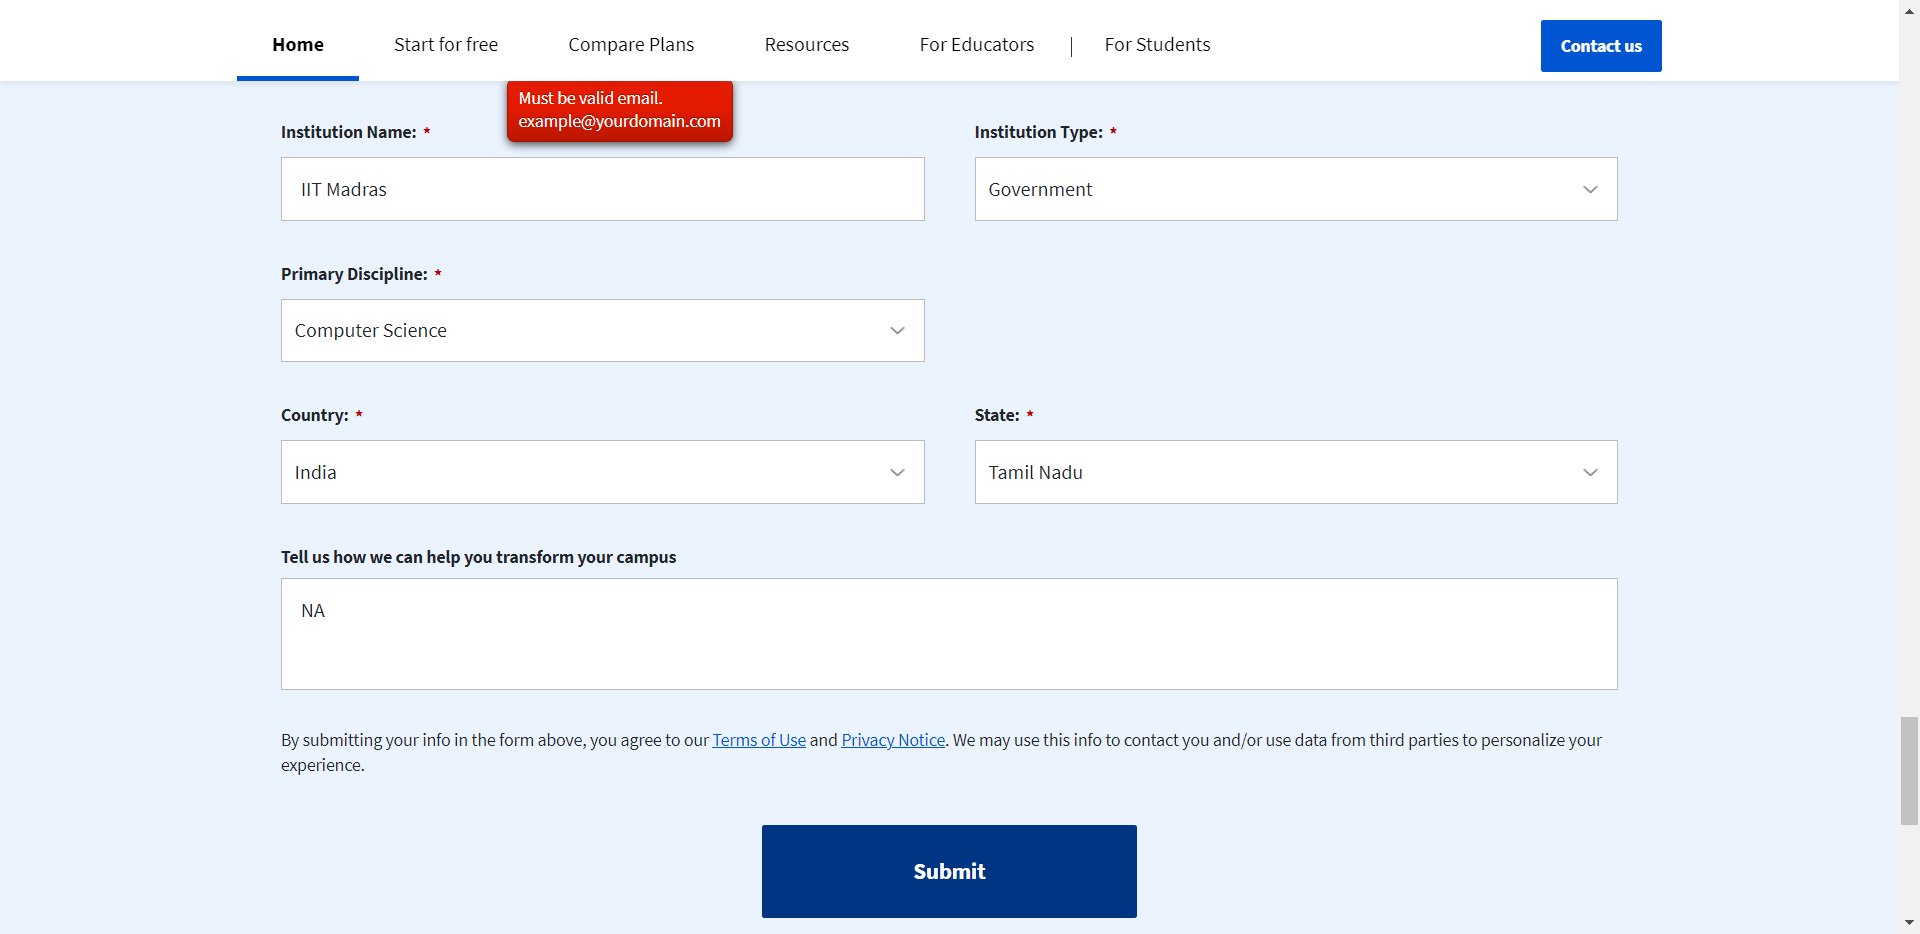 Home
Start for free
Compare Plans
Resources
For Educators
|
For Students
Contact us
Must be valid email.
example@yourdomain.com
Institution Name: *
Institution Type: *
IIT Madras
Government
Primary Discipline: *
Computer Science
Country: *
State: *
India
Tamil Nadu
Tell us how we can help you transform your campus
NA
By submitting your info in the form above, you agree to our Terms of Use and Privacy Notice. We may use this info to contact you and/or use data from third parties to personalize your
experience.
Submit